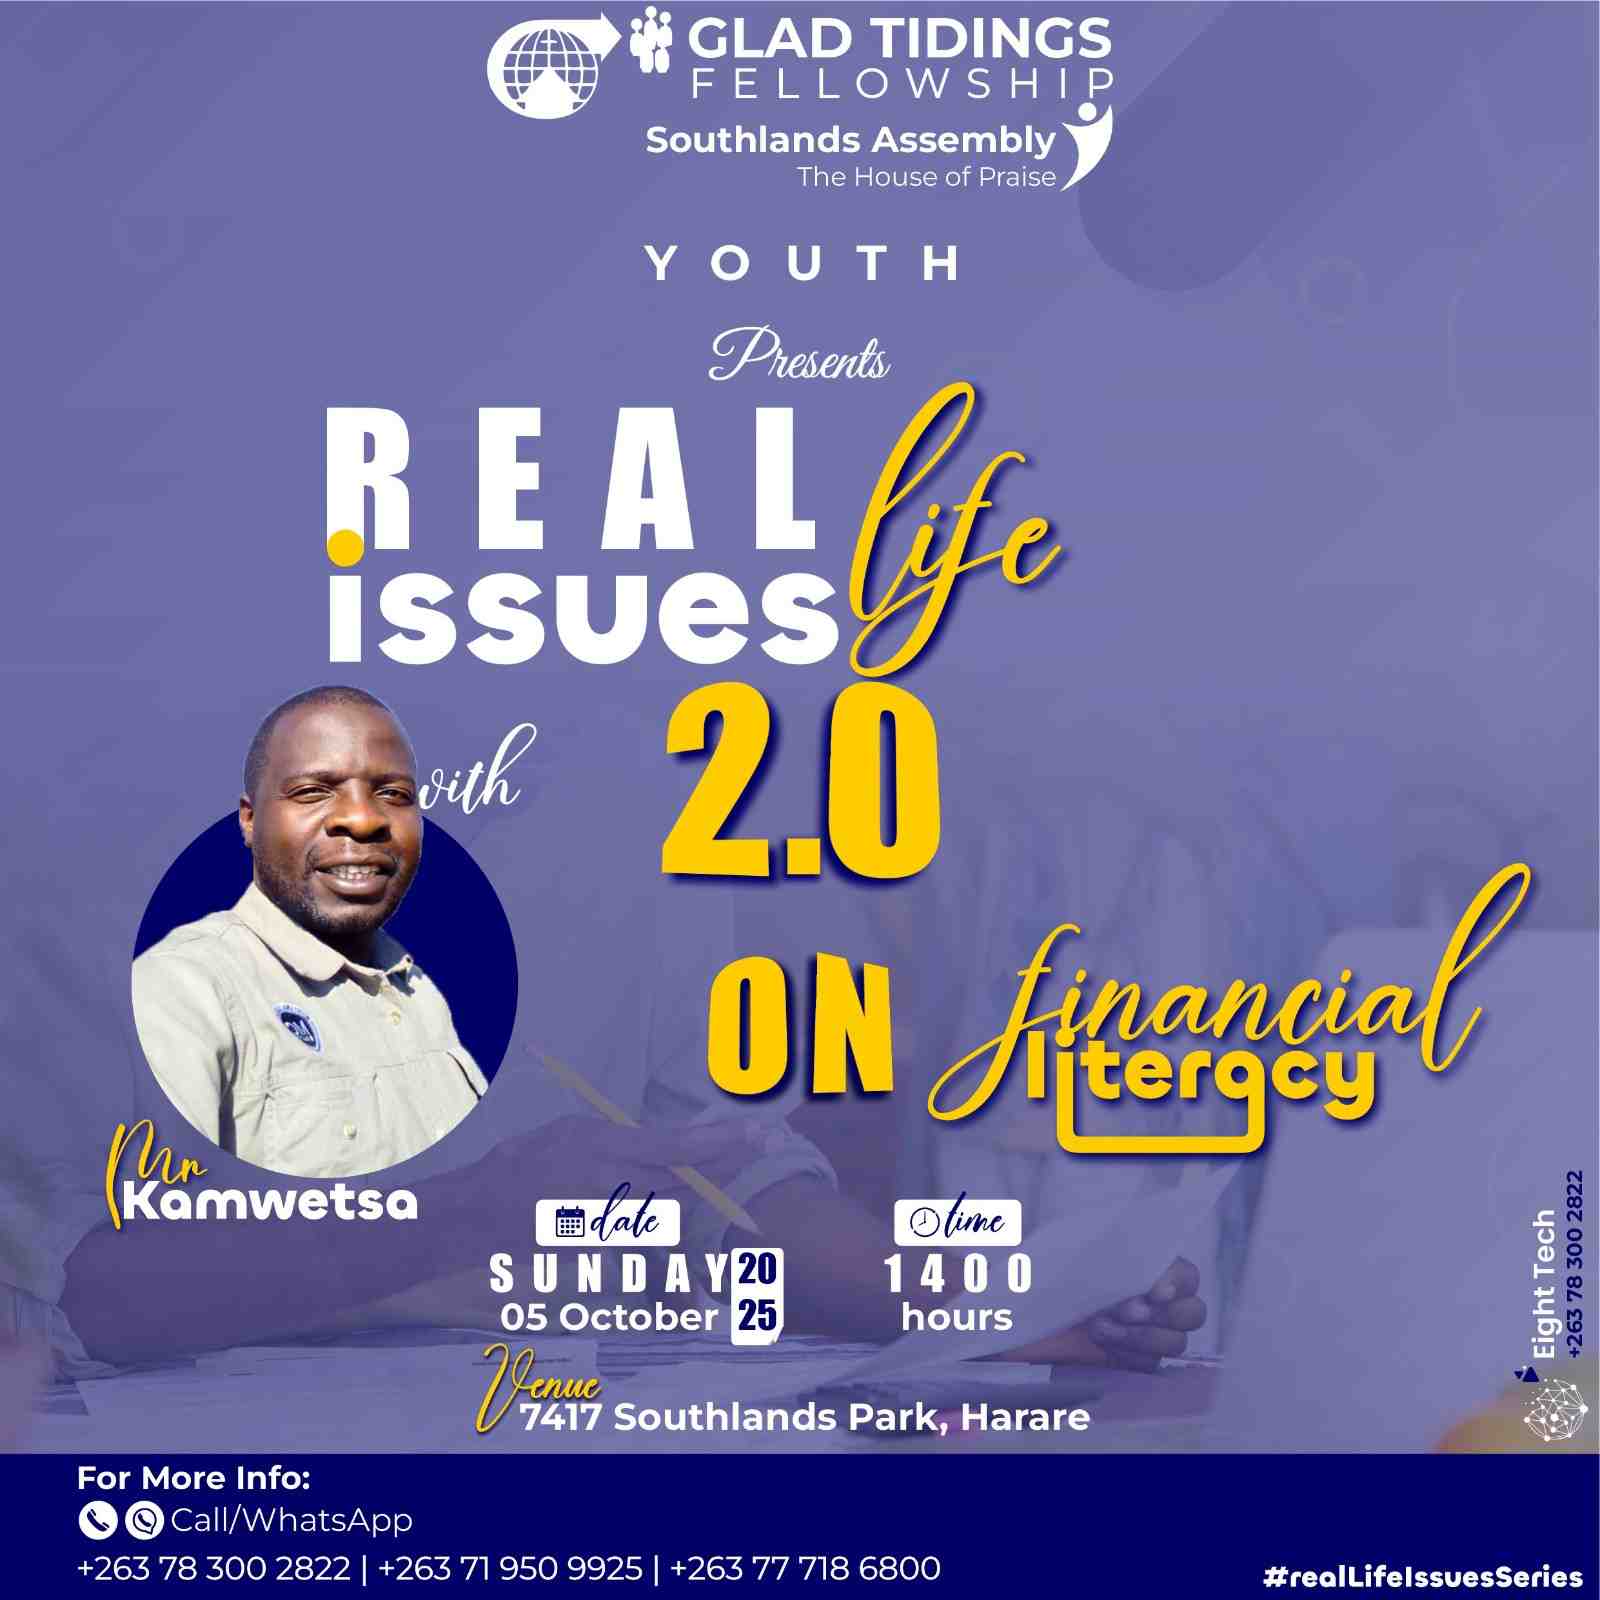 GLAD TIDINGS
FELLOWSHIP
Southlands Assembly
The House of Praise
YOUTH
Presents
REAL life
issues
2.0
with
ON financial
literacy
Mr
Kamwetsa
date
SUNDAY 20
05 October 25
time
1400
hours
Venue
7417 Southlands Park, Harare
Eight Tech
+263 78 300 2822
For More Info:
Call/WhatsApp
+263 78 300 2822 | +263 71 950 9925 | +263 77 718 6800
#realLifeIssuesSeries